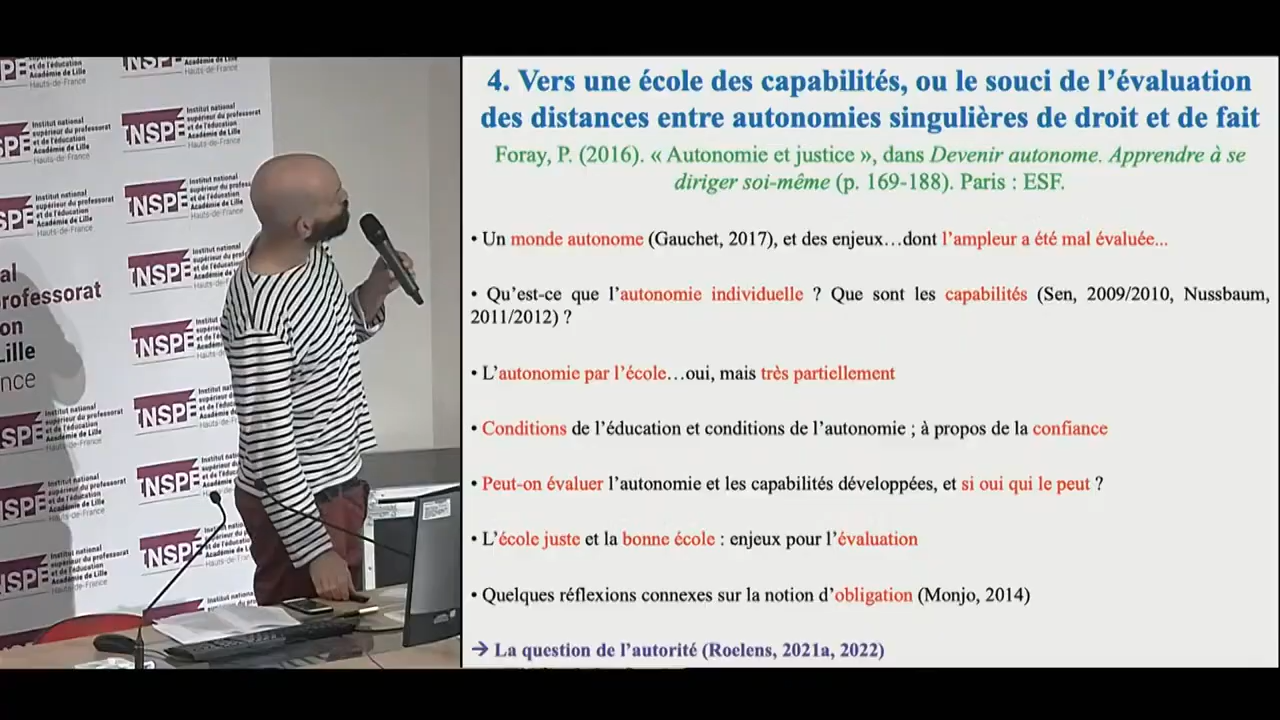 4. Vers une école des capabilités, ou le souci de l’évaluation
des distances entre autonomies singulières de droit et de fait
Foray, P. (2016). « Autonomie et justice », dans Devenir autonome. Apprendre à se
diriger soi-même (p. 169-188). Paris : ESF.
• Un monde autonome (Gauchet, 2017), et des enjeux…dont l’ampleur a été mal évaluée...
• Qu’est-ce que l’autonomie individuelle ? Que sont les capabilités (Sen, 2009/2010, Nussbaum,
2011/2012) ?
• L’autonomie par l’école…oui, mais très partiellement
• Conditions de l’éducation et conditions de l’autonomie ; à propos de la confiance
• Peut-on évaluer l’autonomie et les capabilités développées, et si oui qui le peut ?
• L’école juste et la bonne école : enjeux pour l’évaluation
• Quelques réflexions connexes sur la notion d’obligation (Monjo, 2014)
→ La question de l’autorité (Roelens, 2021a, 2022)
INSPE
Institut national
supérieur du professorat
et de l'éducation
Académie de Lille
Hauts-de-France